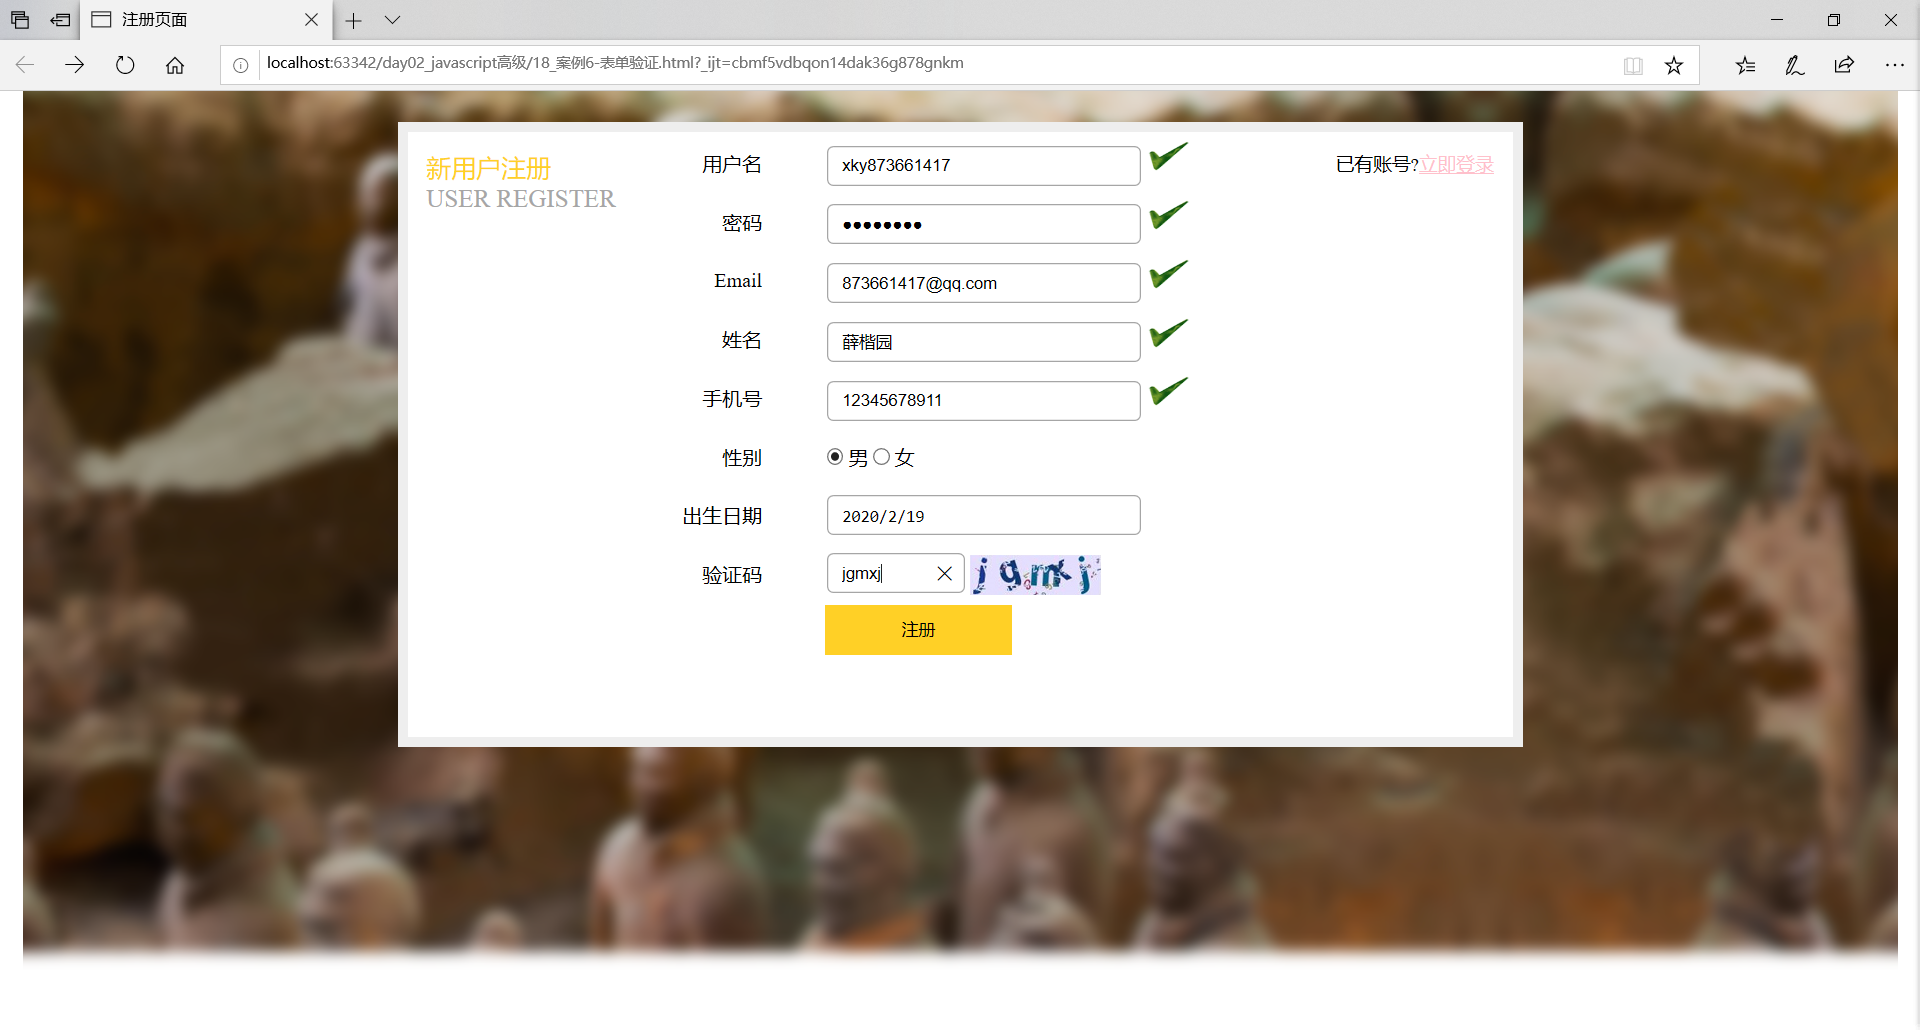 注册页面
localhost:63342/day02_javascript高级/18_案例6-表单验证.html?_ijt=cbmf5vdbqon14dak36g878gnkm
新用户注册
USER REGISTER
用户名 xky873661417
已有账号?立即登录
密码 ●●●●●●●●
Email 873661417@qq.com
姓名 薛楷园
手机号 12345678911
性别 男 女
出生日期 2020/2/19
验证码 jgmxj jgmxj
注册